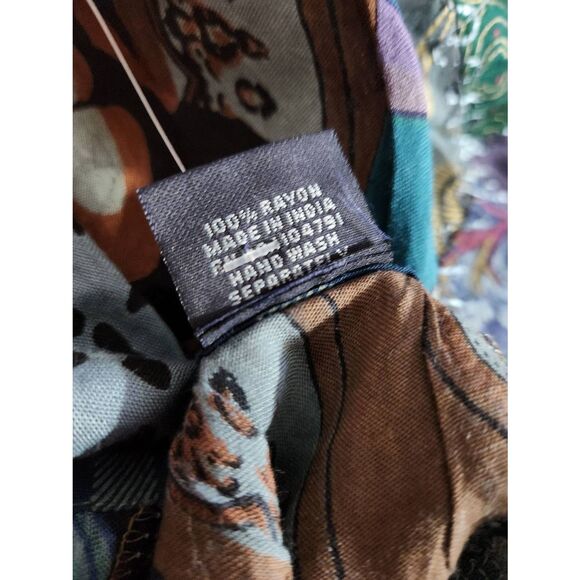 100% RAYON
MADE IN INDIA
104791
HAND WASH
SEPARATELY